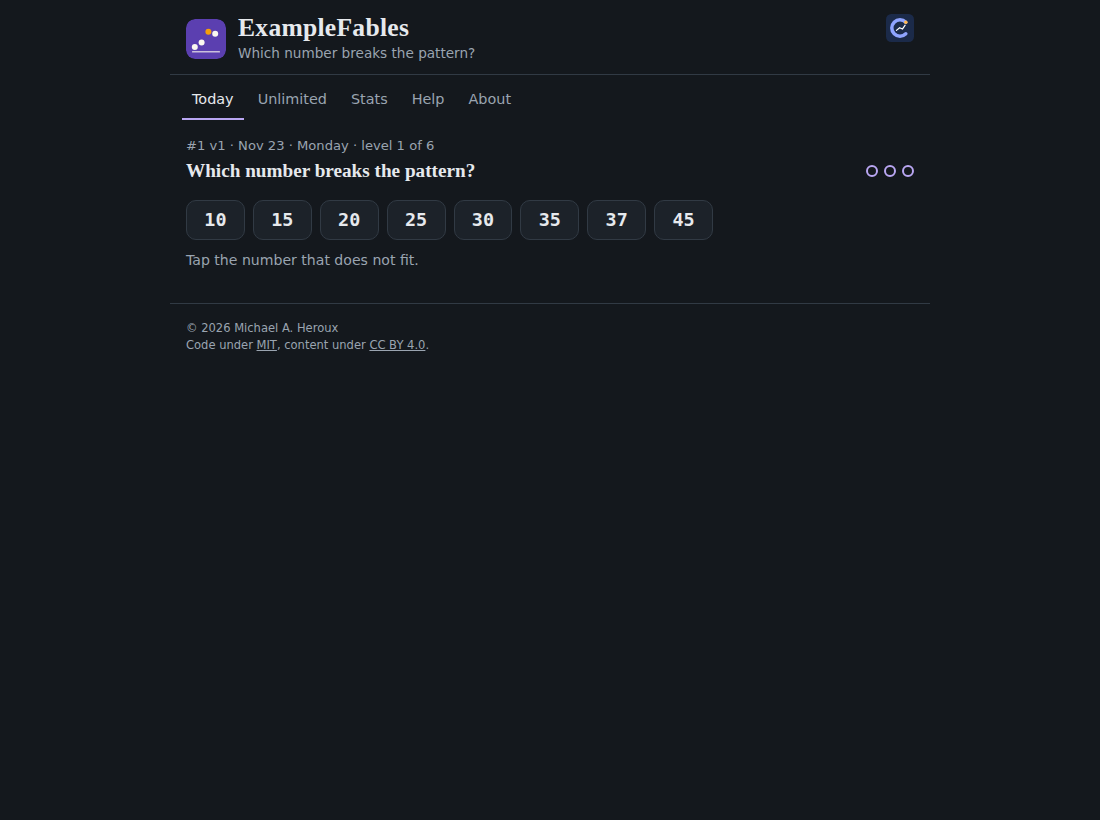 ExampleFables
Which number breaks the pattern?
Today Unlimited Stats Help About
#1 v1 · Nov 23 · Monday · level 1 of 6
Which number breaks the pattern?
10 15 20 25 30 35 37 45
Tap the number that does not fit.
© 2026 Michael A. Heroux
Code under MIT, content under CC BY 4.0.